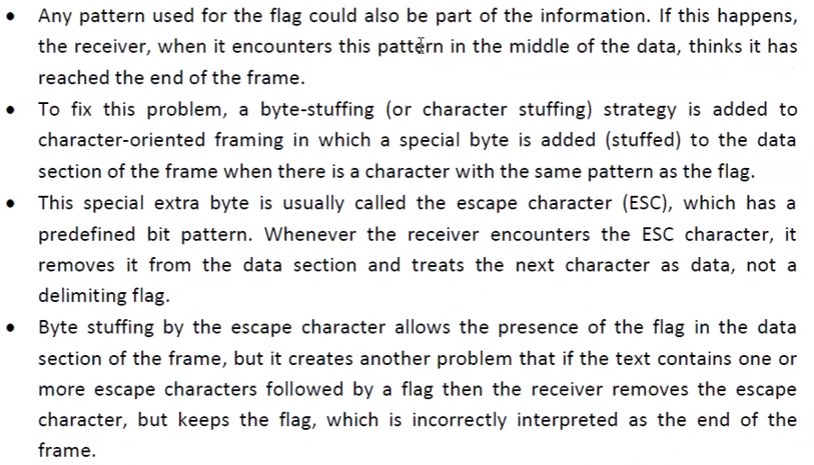 • Any pattern used for the flag could also be part of the information. If this happens,
the receiver, when it encounters this pattern in the middle of the data, thinks it has
reached the end of the frame.
• To fix this problem, a byte-stuffing (or character stuffing) strategy is added to
character-oriented framing in which a special byte is added (stuffed) to the data
section of the frame when there is a character with the same pattern as the flag.
• This special extra byte is usually called the escape character (ESC), which has a
predefined bit pattern. Whenever the receiver encounters the ESC character, it
removes it from the data section and treats the next character as data, not a
delimiting flag.
• Byte stuffing by the escape character allows the presence of the flag in the data
section of the frame, but it creates another problem that if the text contains one or
more escape characters followed by a flag then the receiver removes the escape
character, but keeps the flag, which is incorrectly interpreted as the end of the
frame.